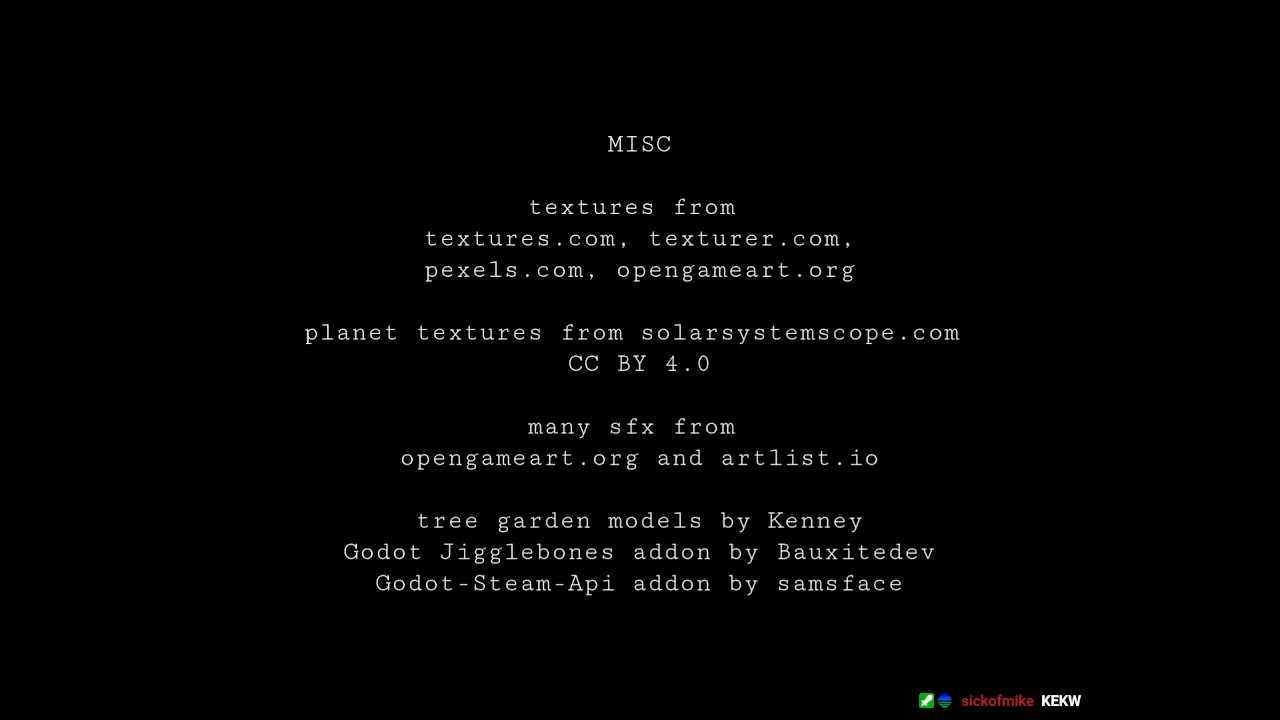 MISC
textures from
textures.com, texturer.com,
pexels.com, opengameart.org
planet textures from solarsystemscope.com
CC BY 4.0
many sfx from
opengameart.org and artlist.io
tree garden models by Kenney
Godot Jigglebones addon by Bauxitedev
Godot-Steam-Api addon by samsface
sickofmike KEKW